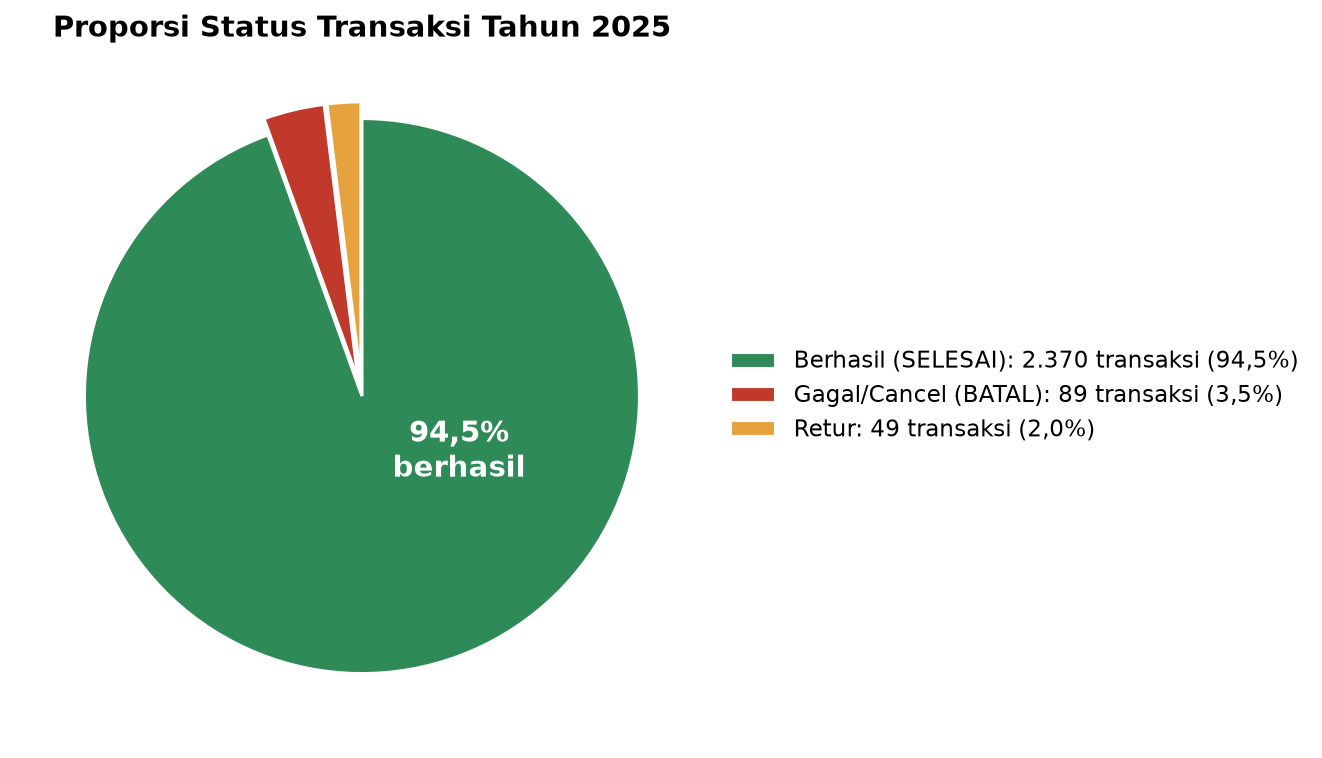 Proporsi Status Transaksi Tahun 2025
94,5%
berhasil
Berhasil (SELESAI): 2.370 transaksi (94,5%)
Gagal/Cancel (BATAL): 89 transaksi (3,5%)
Retur: 49 transaksi (2,0%)